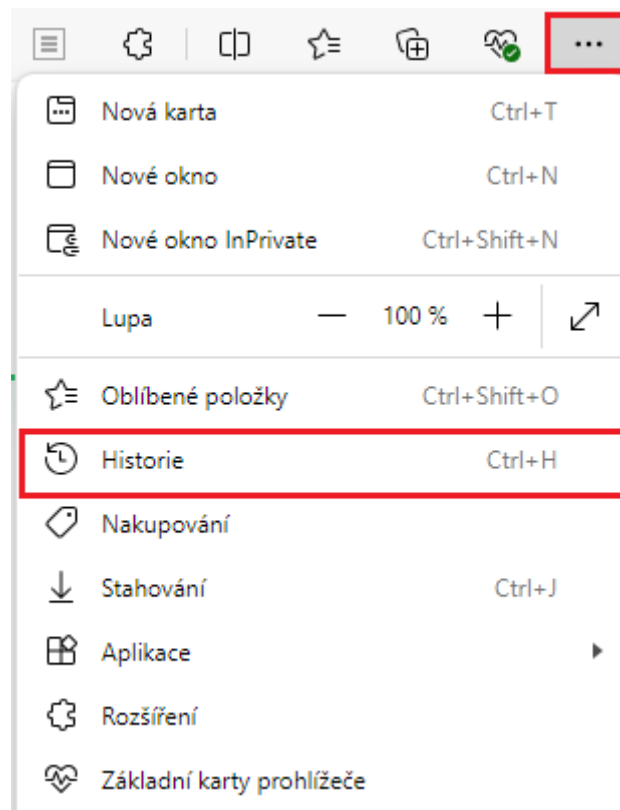 Nová karta Ctrl+T
Nové okno Ctrl+N
Nové okno InPrivate Ctrl+Shift+N
Lupa 100 %
Oblíbené položky Ctrl+Shift+O
Historie Ctrl+H
Nakupování
Stahování Ctrl+J
Aplikace
Rozšíření
Základní karty prohlížeče